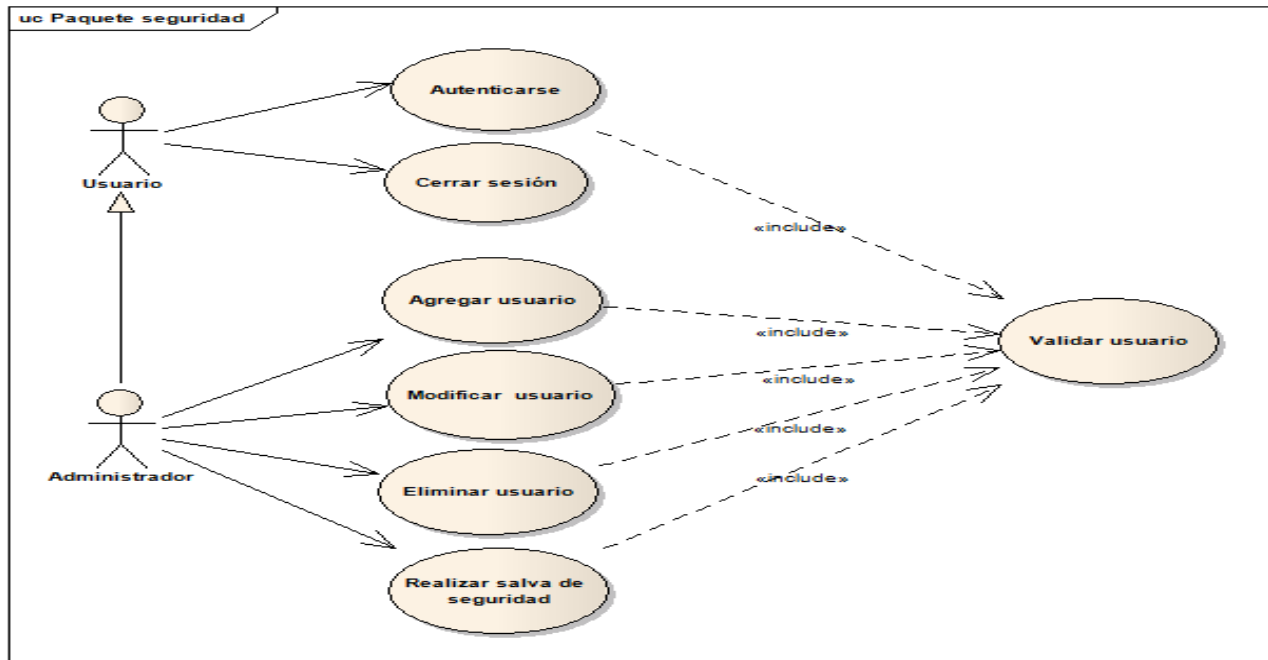 uc Paquete seguridad
Autenticarse
Usuario
Cerrar sesión
«include»
Agregar usuario
«include»
Validar usuario
Modificar usuario
«include»
Administrador
«include»
Eliminar usuario
«include»
Realizar salva de
seguridad